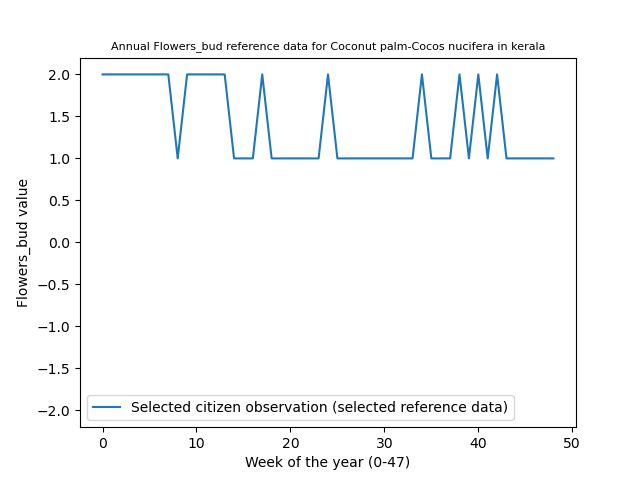 Annual Flowers_bud reference data for Coconut palm-Cocos nucifera in kerala
2.0
1.5
1.0
0.5
0.0
−0.5
−1.0
−1.5
−2.0
Flowers_bud value
Selected citizen observation (selected reference data)
0 10 20 30 40 50
Week of the year (0-47)